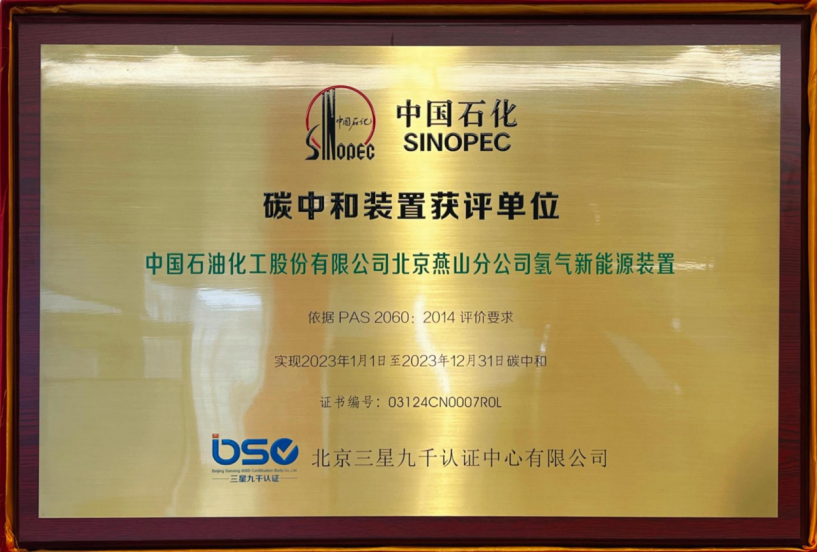 中国石化
SINOPEC
中国石化
SINOPEC
碳中和装置获评单位
中国石油化工股份有限公司北京燕山分公司氢气新能源装置
依据 PAS 2060：2014 评价要求
实现2023年1月1日至2023年12月31日碳中和
证书编号：03124CN0007R0L
bso
三星九千认证
北京三星九千认证中心有限公司